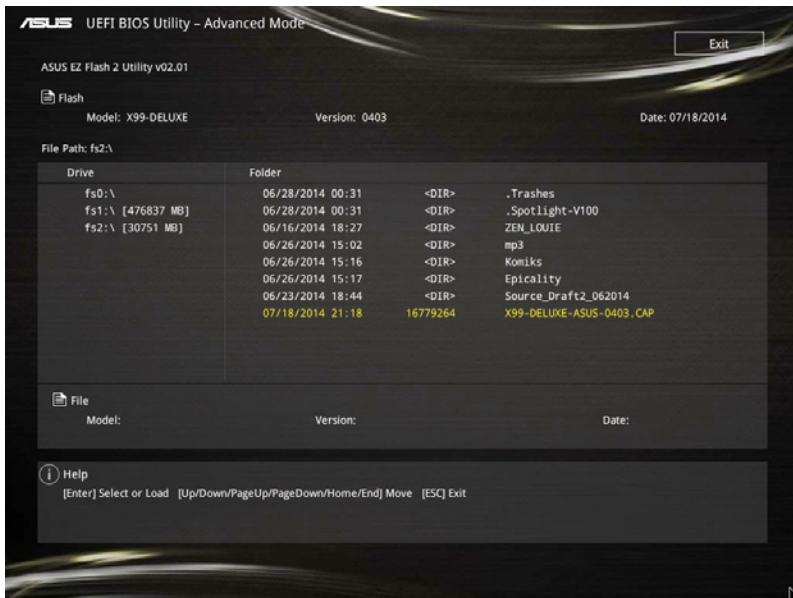 ASUS UEFI BIOS Utility – Advanced Mode
Exit
ASUS EZ Flash 2 Utility v02.01
Flash
Model: X99-DELUXE Version: 0403 Date: 07/18/2014
File Path: fs2:\
Drive Folder
fs0:\ 06/28/2014 00:31 <DIR> .Trashes
fs1:\ [476837 MB] 06/28/2014 00:31 <DIR> .Spotlight-V100
fs2:\ [30751 MB] 06/16/2014 18:27 <DIR> ZEN_LOUIE
06/26/2014 15:02 <DIR> mp3
06/26/2014 15:16 <DIR> Komiks
06/26/2014 15:17 <DIR> Epicality
06/23/2014 18:44 <DIR> Source_Draft2_062014
07/18/2014 21:18 16779264 X99-DELUXE-ASUS-0403.CAP
File
Model: Version: Date:
Help
[Enter] Select or Load [Up/Down/PageUp/PageDown/Home/End] Move [ESC] Exit